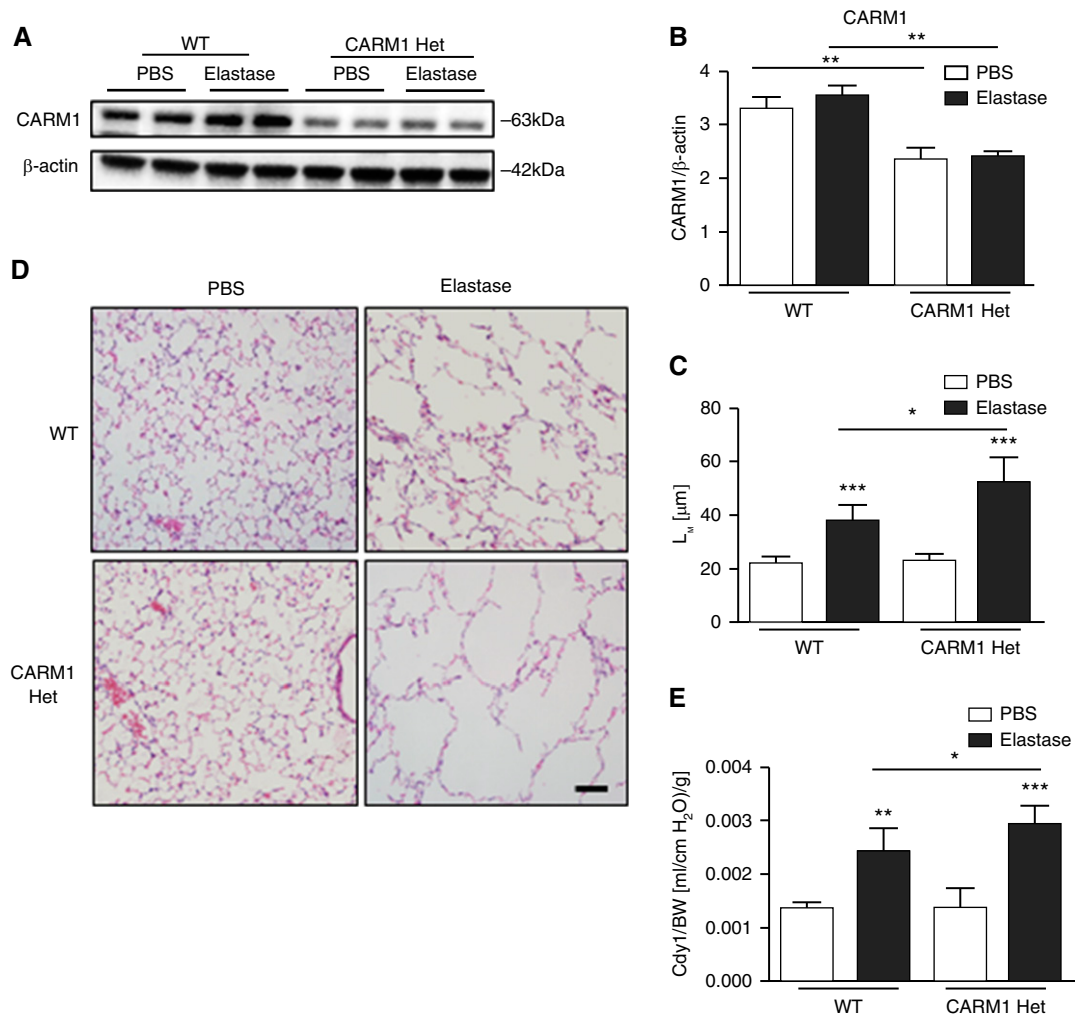 A
WT
CARM1 Het
PBS
Elastase
PBS
Elastase
CARM1
–63kDa
β-actin
–42kDa
B
CARM1
**
**
PBS
Elastase
CARM1/β-actin
4
3
2
1
0
WT
CARM1 Het
C
PBS
Elastase
*
***
***
LM [μm]
80
60
40
20
0
WT
CARM1 Het
D
PBS
Elastase
WT
CARM1
Het
E
PBS
Elastase
*
**
***
Cdy1/BW [ml/cm H2O)/g]
0.004
0.003
0.002
0.001
0.000
WT
CARM1 Het